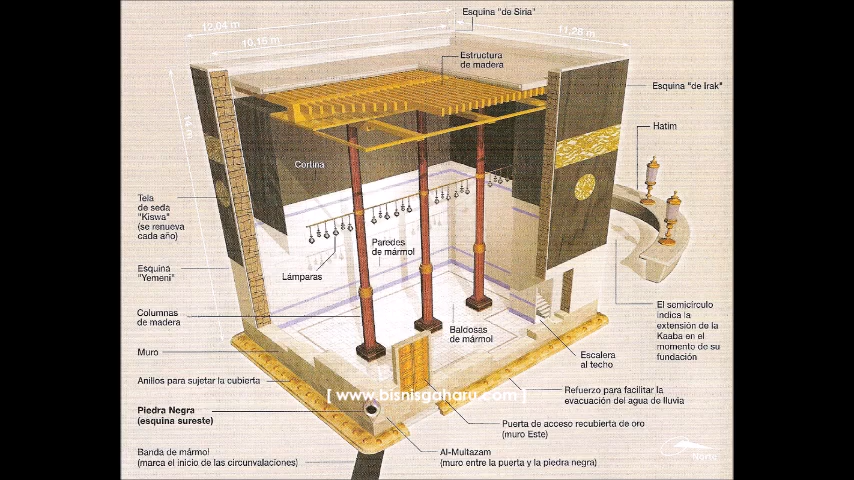 Esquina "de Siria"
12,04 m
11,28 m
10,16 m
Estructura
de madera
Esquina "de Irak"
14 m
Hatim
Cortina
Tela
de seda
"Kiswa"
(se renueva
cada año)
Paredes
de mármol
Esquina
"Yemeni"
Lámparas
Columnas
de madera
Baldosas
de mármol
El semicírculo
indica la
extensión de la
Kaaba en el
momento de su
fundación
Muro
Escalera
al techo
Anillos para sujetar la cubierta
Refuerzo para facilitar la
evacuación del agua de lluvia
[ www.bisnisgaharu.com ]
Piedra Negra
(esquina sureste)
Puerta de acceso recubierta de oro
(muro Este)
Banda de mármol
(marca el inicio de las circunvalaciones)
Al-Multazam
(muro entre la puerta y la piedra negra)
Norte